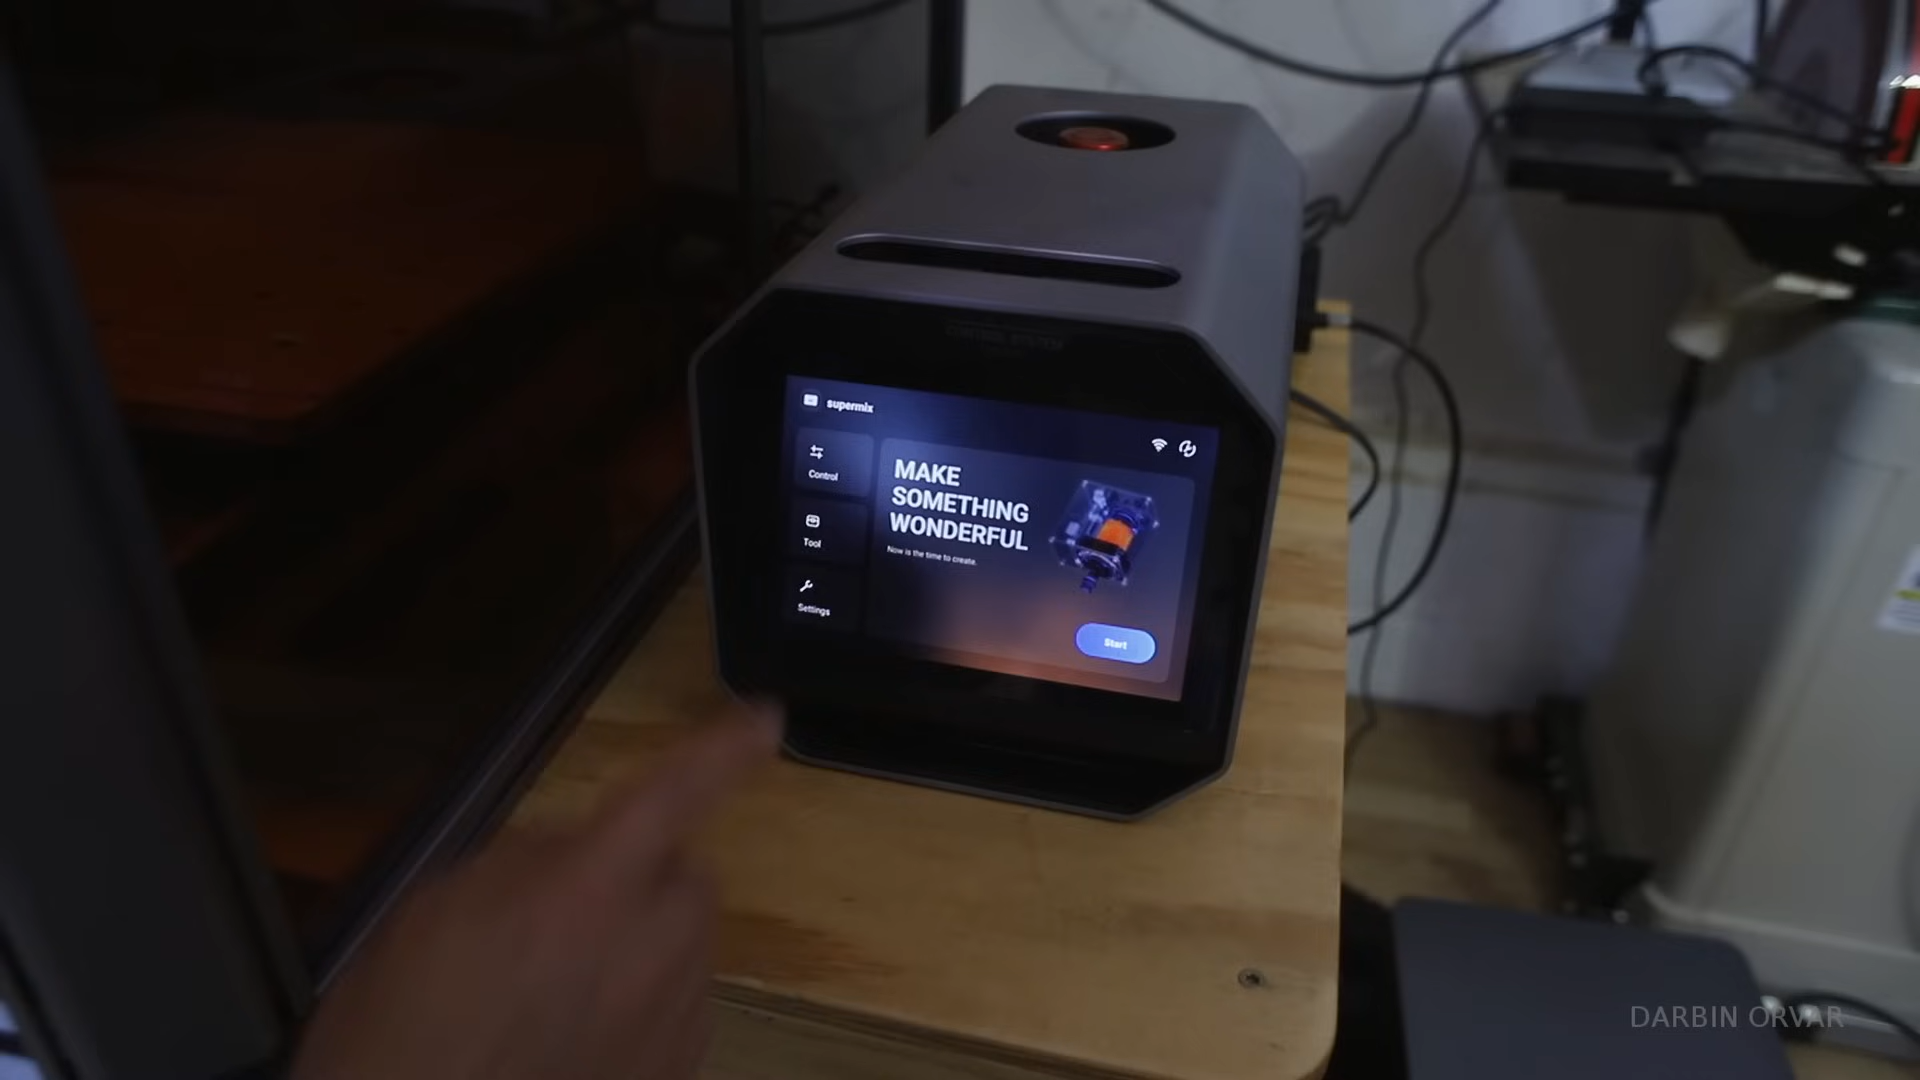 supermix
Control
Tool
Settings
MAKE
SOMETHING
WONDERFUL
Now is the time to create.
Start
DARBIN ORVAR